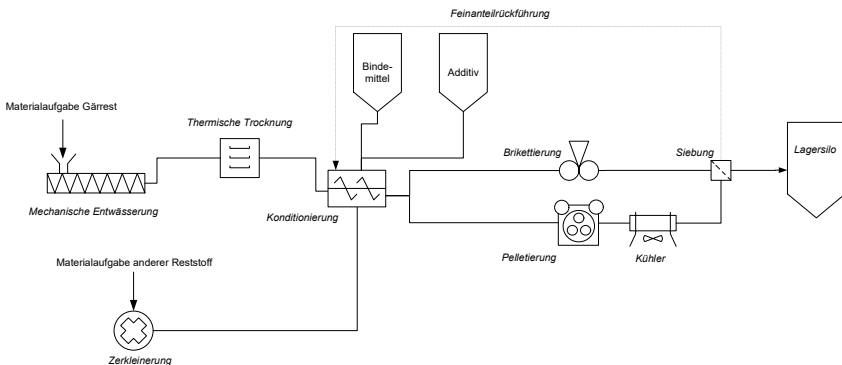 Feinanteilrückführung
Binde-
mittel
Additiv
Materialaufgabe Gärrest
Thermische Trocknung
Brikettierung
Siebung
Lagersilo
Mechanische Entwässerung
Konditionierung
Pelletierung
Kühler
Materialaufgabe anderer Reststoff
Zerkleinerung